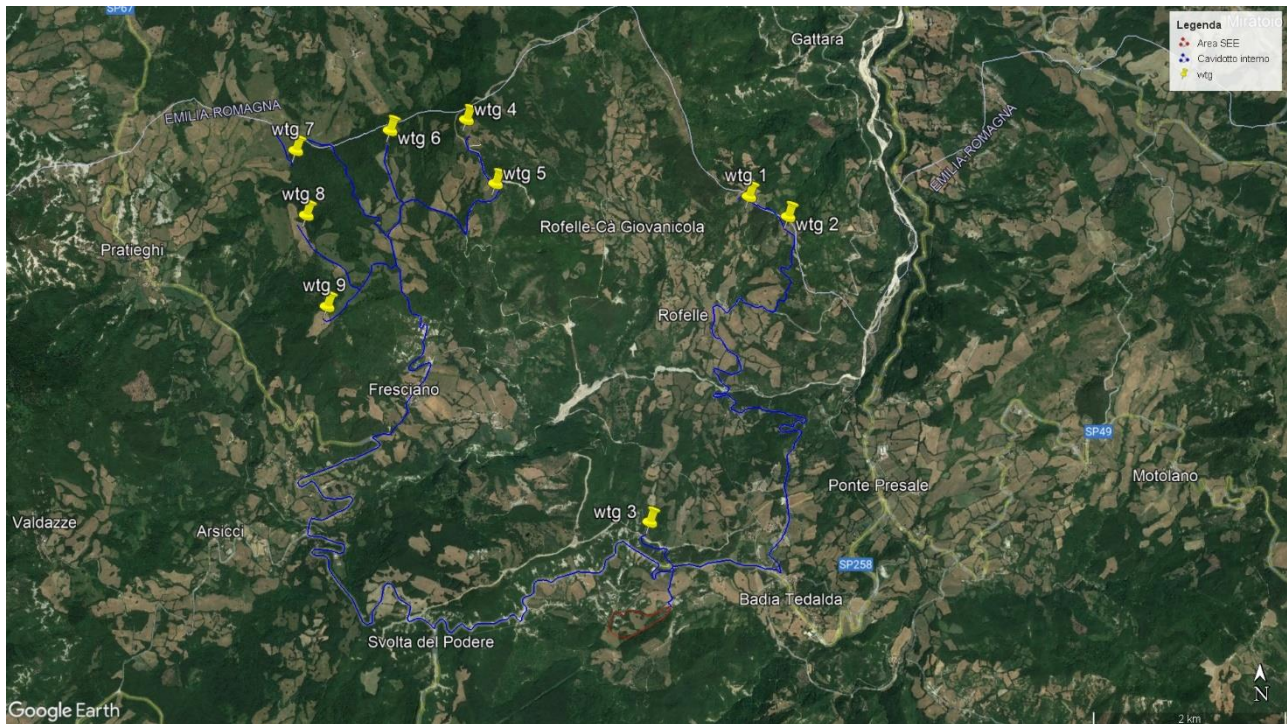 SP67
Gattara
Miratoio
Legenda
Area SEE
Cavidotto interno
wtg
EMILIA-ROMAGNA
EMILIA-ROMAGNA
wtg 4
wtg 7
wtg 6
wtg 5
wtg 1
wtg 8
wtg 2
Rofelle-Cà Giovanicola
Pratieghi
wtg 9
Rofelle
Fresciano
SP49
Motolano
Ponte Presale
wtg 3
Valdazze
Arsicci
SP258
Badia Tedalda
Svolta del Podere
N
Google Earth
2 km